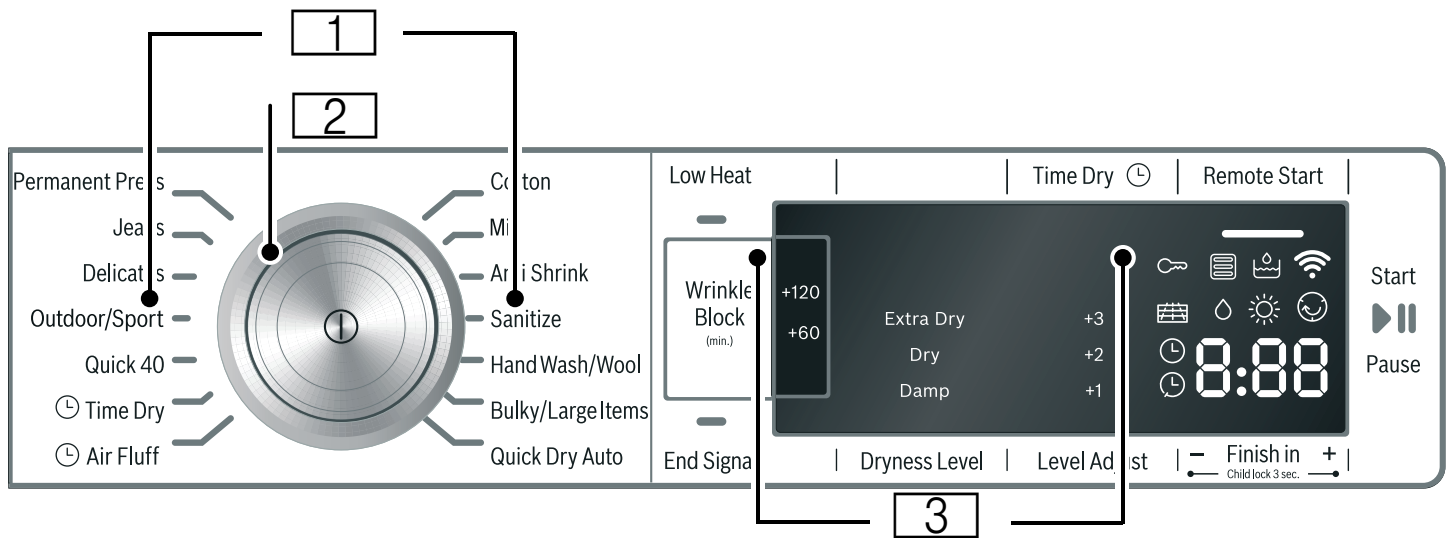 1
2
Permanent Press
Jeans
Delicates
Outdoor/Sport
Quick 40
Time Dry
Air Fluff
Cotton
Anti Shrink
Sanitize
Hand Wash/Wool
Bulky/Large Items
Quick Dry Auto
Low Heat
Wrinkle
Block
(min.)
+120
+60
End Signal
Time Dry
Remote Start
Extra Dry +3
Dry +2
Damp +1
8:88
Dryness Level
Level Adjust
− Finish in +
Child lock 3 sec.
Start
Pause
3